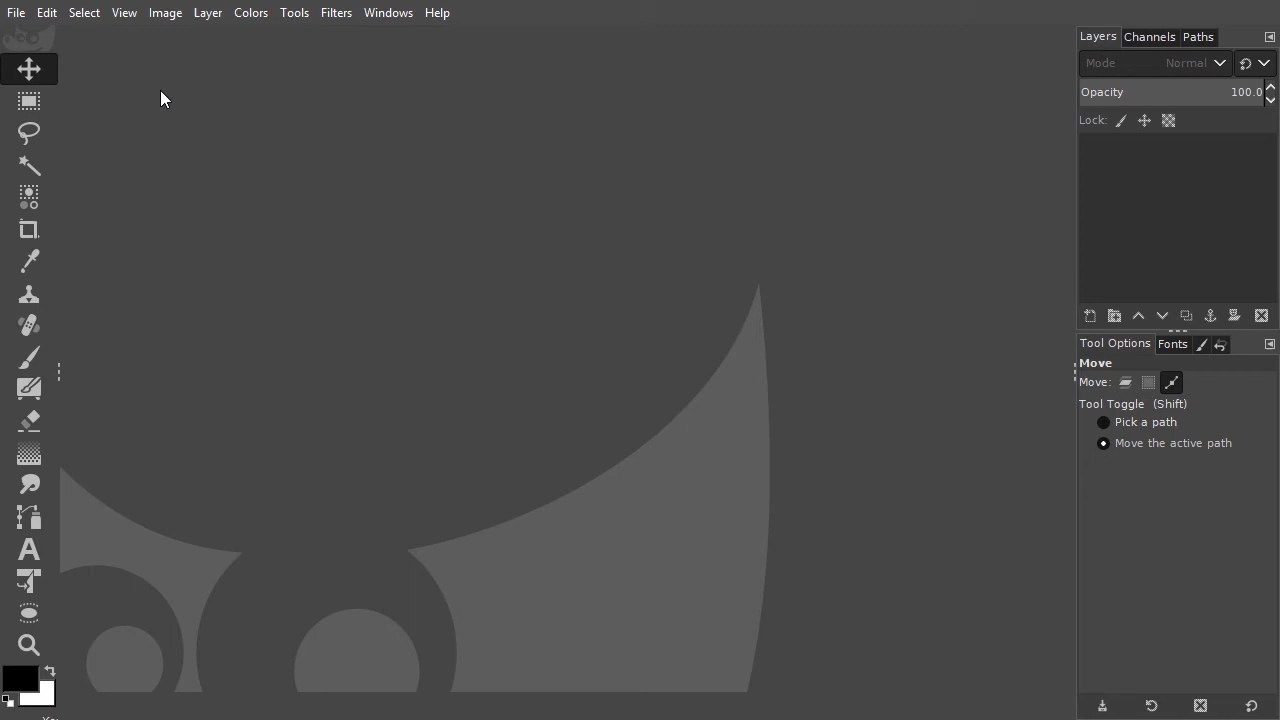 File Edit Select View Image Layer Colors Tools Filters Windows Help
Layers Channels Paths
Mode Normal
Opacity 100.0
Lock:
Tool Options Fonts
Move
Move:
Tool Toggle (Shift)
Pick a path
Move the active path